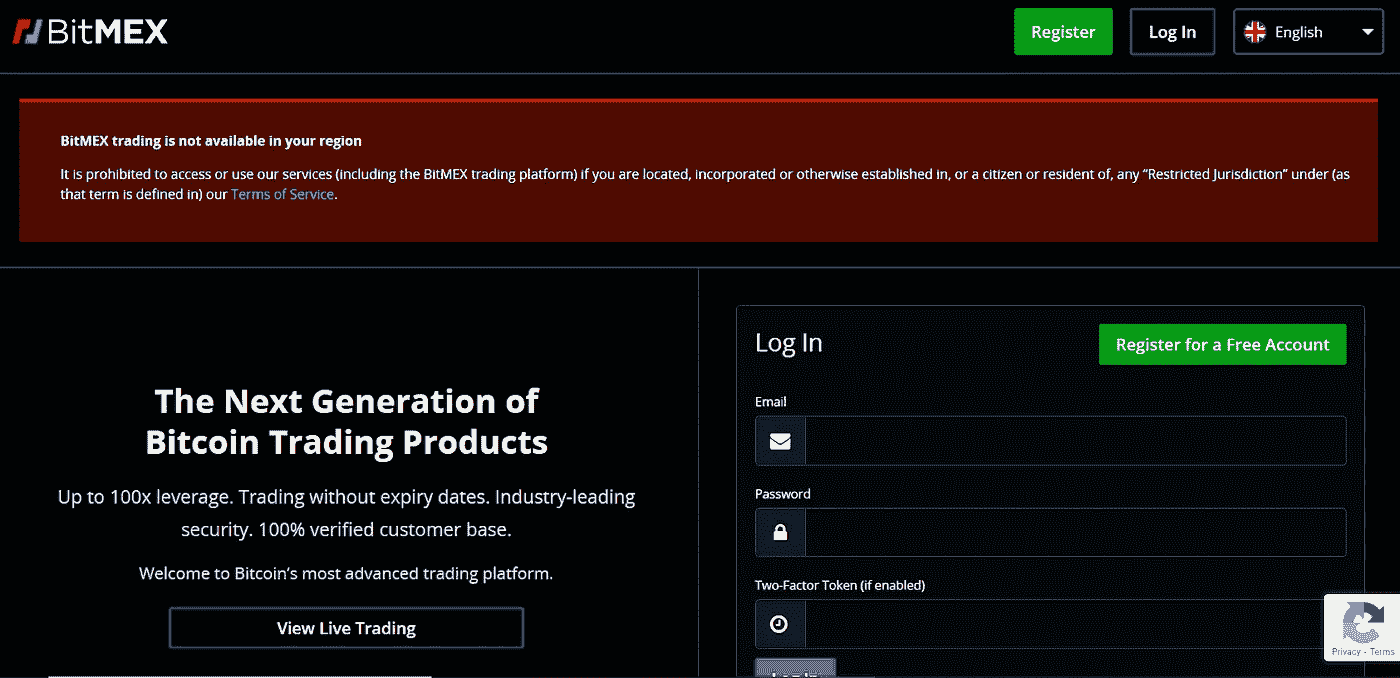 BitMEX
Register
Log In
English
BitMEX trading is not available in your region
It is prohibited to access or use our services (including the BitMEX trading platform) if you are located, incorporated or otherwise established in, or a citizen or resident of, any “Restricted Jurisdiction” under (as
that term is defined in) our Terms of Service.
The Next Generation of
Bitcoin Trading Products
Up to 100x leverage. Trading without expiry dates. Industry-leading
security. 100% verified customer base.
Welcome to Bitcoin’s most advanced trading platform.
View Live Trading
Log In
Register for a Free Account
Email
Password
Two-Factor Token (if enabled)
Privacy - Terms